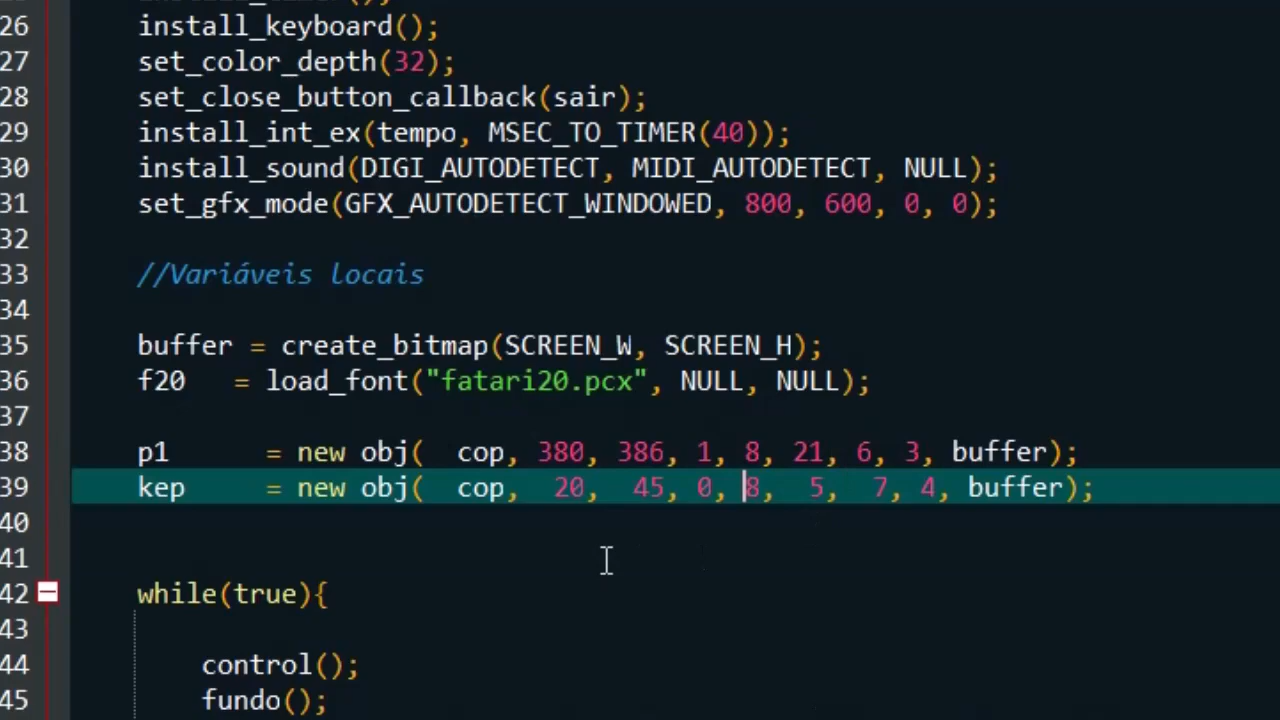 26 install_keyboard();
27 set_color_depth(32);
28 set_close_button_callback(sair);
29 install_int_ex(tempo, MSEC_TO_TIMER(40));
30 install_sound(DIGI_AUTODETECT, MIDI_AUTODETECT, NULL);
31 set_gfx_mode(GFX_AUTODETECT_WINDOWED, 800, 600, 0, 0);
32
33 //Variáveis locais
34
35 buffer = create_bitmap(SCREEN_W, SCREEN_H);
36 f20   = load_font("fatari20.pcx", NULL, NULL);
37
38 p1      = new obj(  cop, 380, 386, 1, 8, 21, 6, 3, buffer);
39 kep     = new obj(  cop,  20,  45, 0, 8,  5,  7, 4, buffer);
40
41
42 while(true){
43
44     control();
45     fundo();